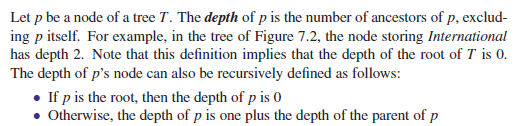 Let p be a node of a tree T. The depth of p is the number of ancestors of p, exclud-
ing p itself. For example, in the tree of Figure 7.2, the node storing International
has depth 2. Note that this definition implies that the depth of the root of T is 0.
The depth of p's node can also be recursively defined as follows:
• If p is the root, then the depth of p is 0
• Otherwise, the depth of p is one plus the depth of the parent of p